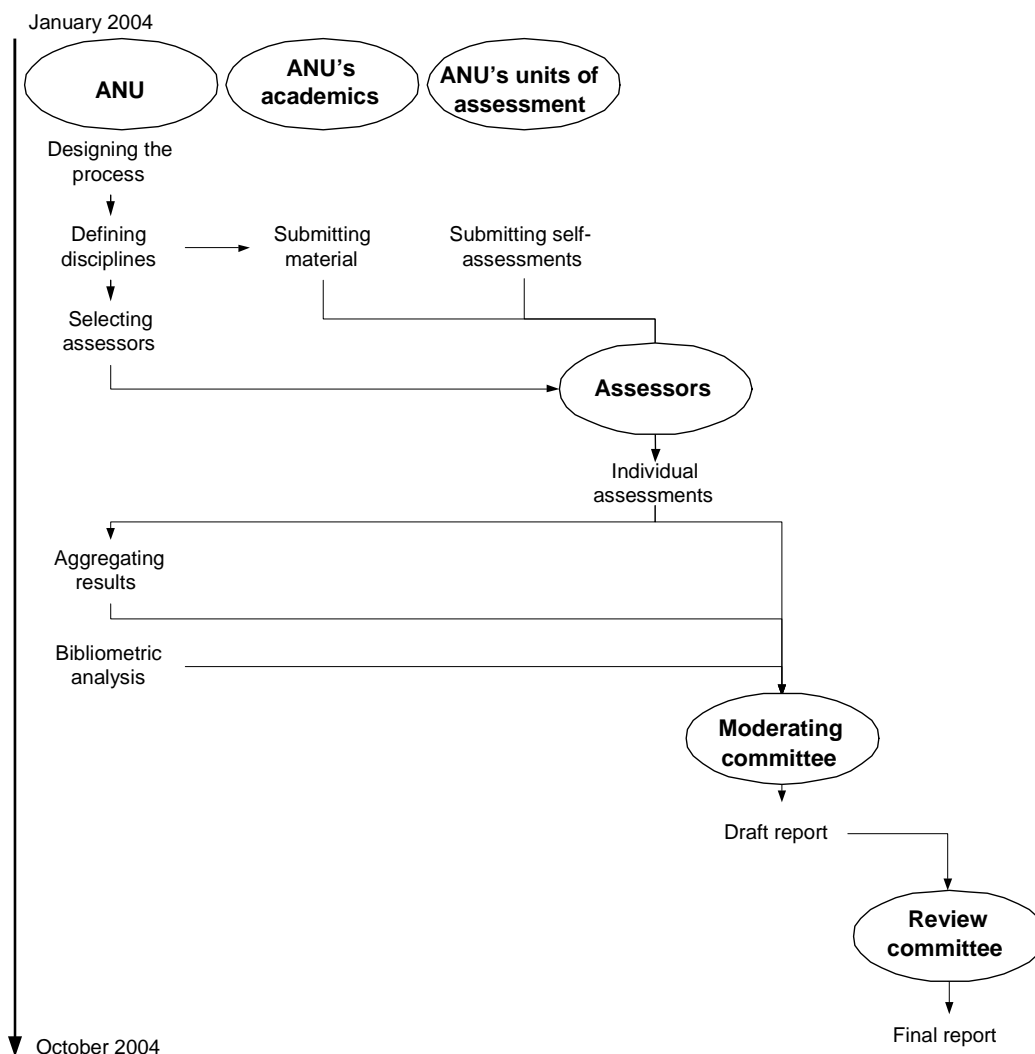 January 2004
ANU
ANU's
academics
ANU's units of
assessment
Designing the
process
Defining
disciplines
Submitting
material
Submitting self-
assessments
Selecting
assessors
Assessors
Individual
assessments
Aggregating
results
Bibliometric
analysis
Moderating
committee
Draft report
Review
committee
Final report
October 2004